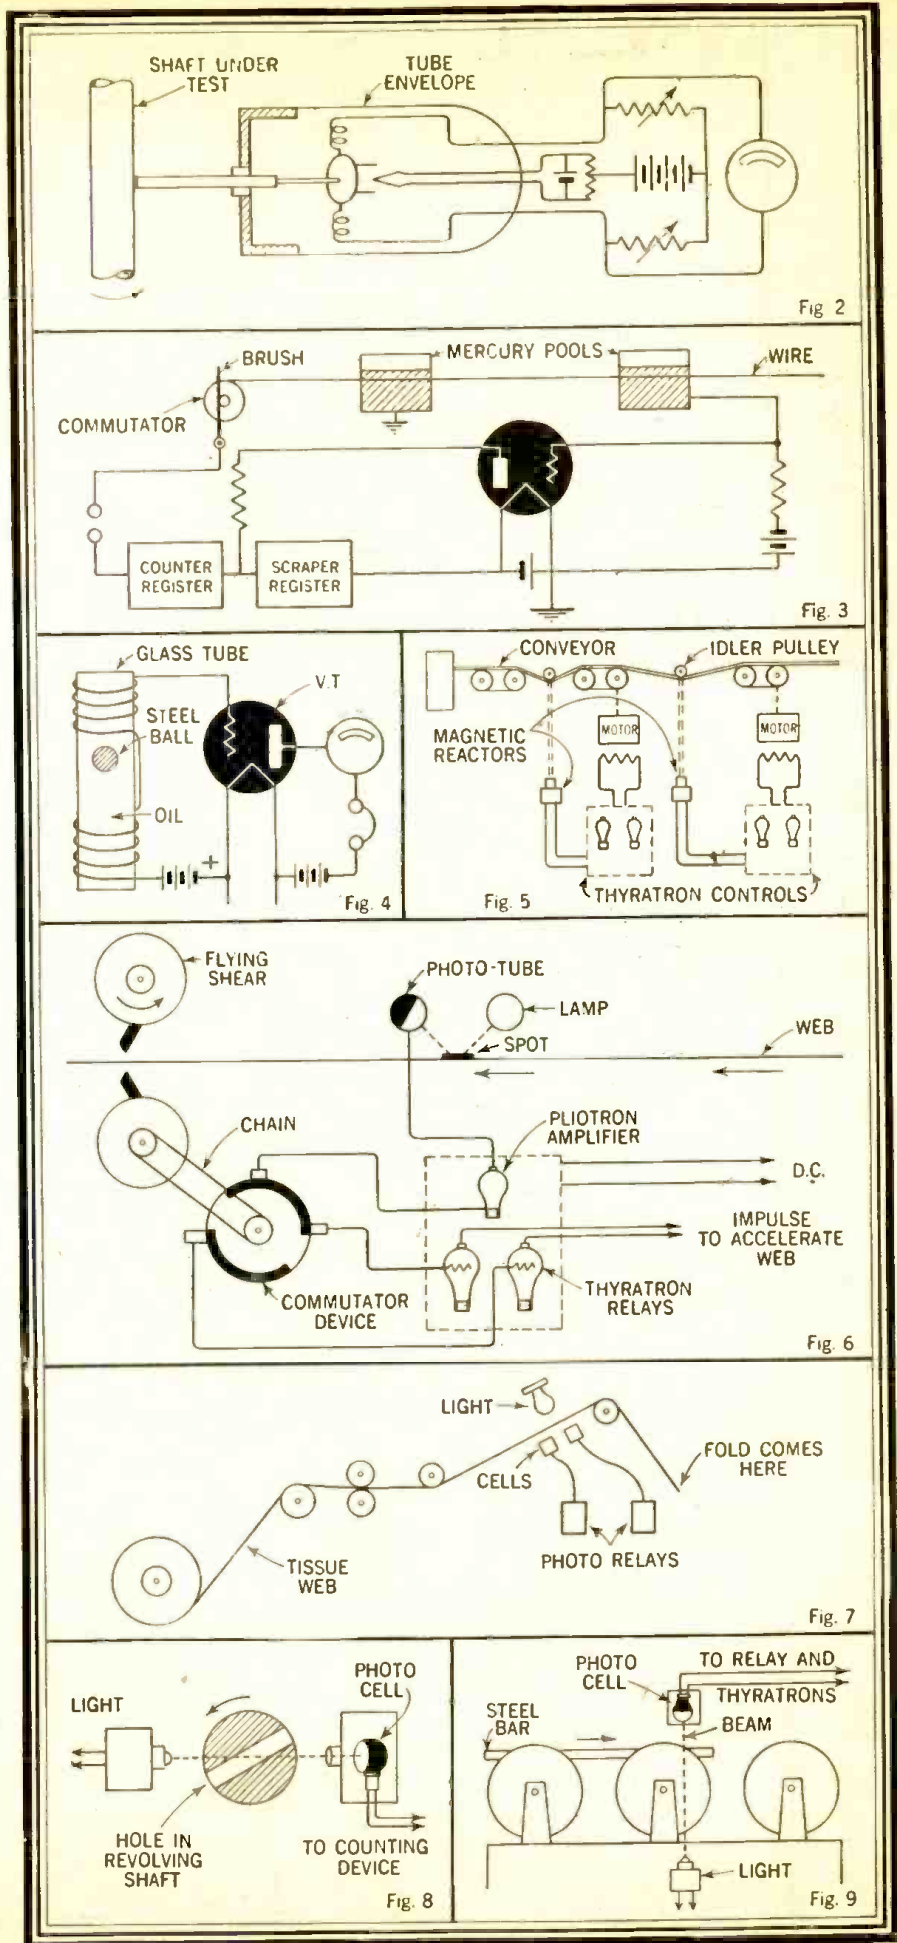 SHAFT UNDER
TEST
TUBE
ENVELOPE
Fig 2
BRUSH
MERCURY POOLS
WIRE
COMMUTATOR
COUNTER
REGISTER
SCRAPER
REGISTER
Fig. 3
GLASS TUBE
V.T
STEEL
BALL
OIL
+
Fig. 4
CONVEYOR
IDLER PULLEY
MAGNETIC
REACTORS
MOTOR
MOTOR
THYRATRON CONTROLS
Fig. 5
FLYING
SHEAR
PHOTO-TUBE
LAMP
SPOT
WEB
CHAIN
PLIOTRON
AMPLIFIER
D.C.
IMPULSE
TO ACCELERATE
WEB
COMMUTATOR
DEVICE
THYRATRON
RELAYS
Fig. 6
LIGHT
CELLS
FOLD COMES
HERE
PHOTO RELAYS
TISSUE
WEB
Fig. 7
LIGHT
PHOTO
CELL
HOLE IN
REVOLVING
SHAFT
TO COUNTING
DEVICE
Fig. 8
PHOTO
CELL
TO RELAY AND
THYRATRONS
STEEL
BAR
BEAM
LIGHT
Fig. 9